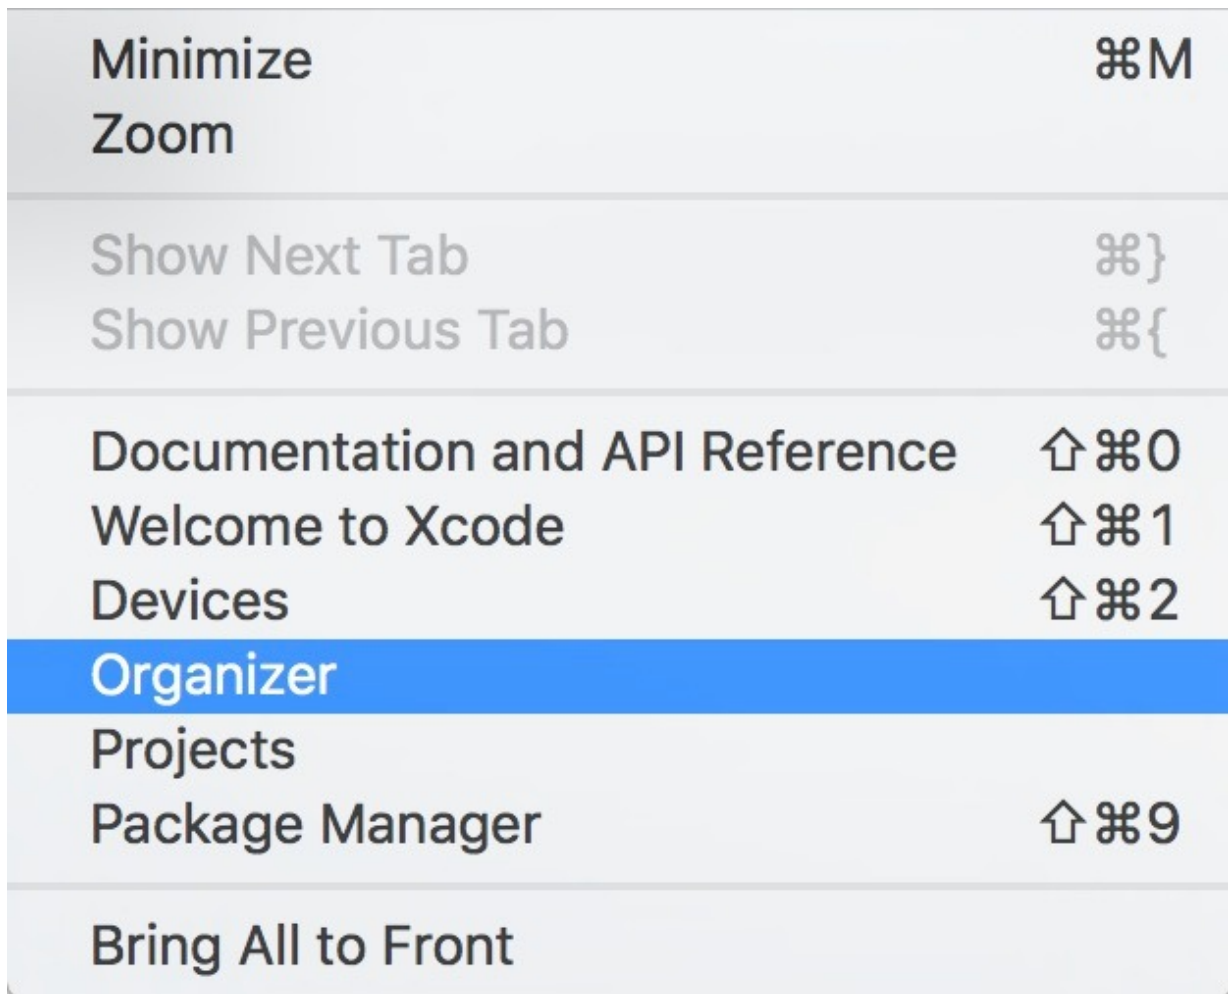 Minimize ⌘M
Zoom
Show Next Tab ⌘}
Show Previous Tab ⌘{
Documentation and API Reference ⇧⌘0
Welcome to Xcode ⇧⌘1
Devices ⇧⌘2
Organizer
Projects
Package Manager ⇧⌘9
Bring All to Front